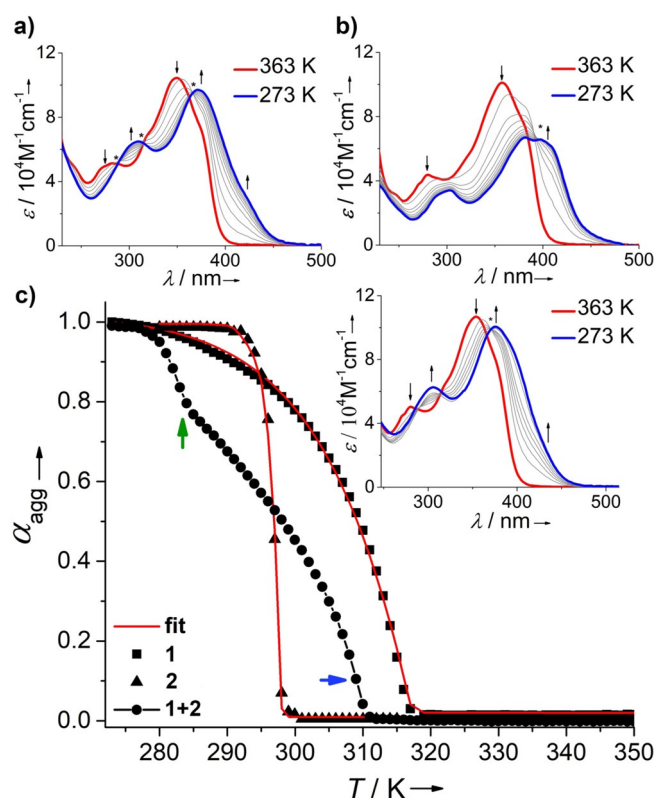 a)
12
8
4
0
ε / 10⁴M⁻¹cm⁻¹→
↓ ↑ * ↓ * ↑ * ↑
363 K
273 K
300 400 500
λ / nm→
b)
12
8
4
0
ε / 10⁴M⁻¹cm⁻¹→
↓ ↓ * ↑
363 K
273 K
300 400 500
λ / nm→
c)
1.0
0.8
0.6
0.4
0.2
0.0
α_agg→
fit
1
2
1+2
280 290 300 310 320 330 340 350
T / K→
12
9
6
3
0
ε / 10⁴M⁻¹cm⁻¹→
↓ ↑ ↓ * ↑ ↑
363 K
273 K
300 400 500
λ / nm→